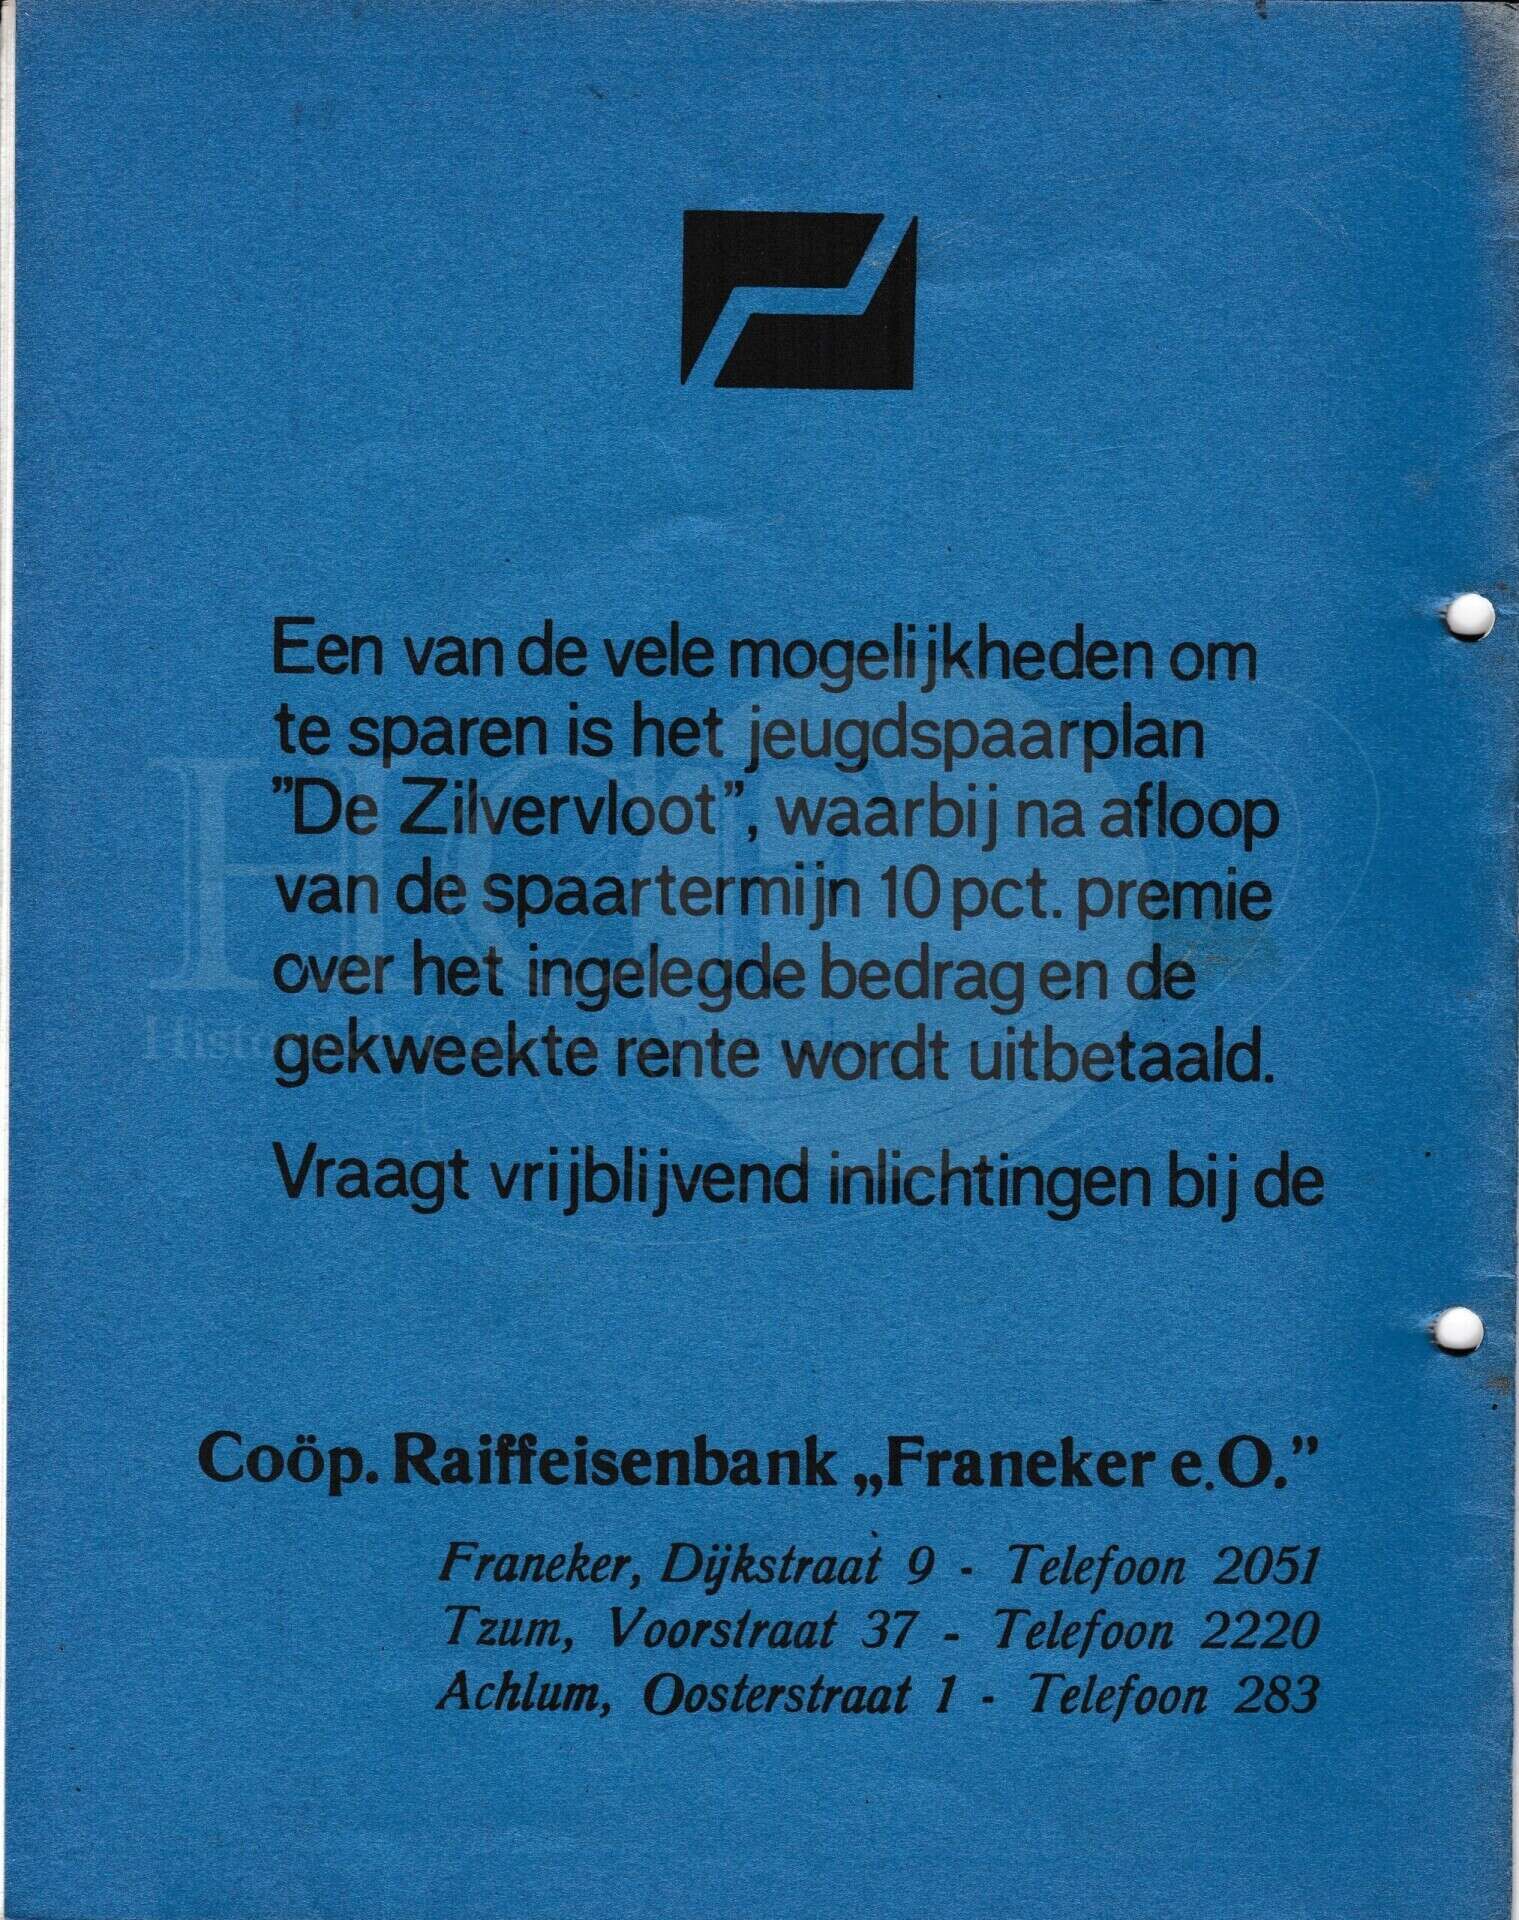 Een van de vele mogelijkheden om
te sparen is het jeugdspaarplan
”De Zilvervloot”, waarbij na afloop
van de spaartermijn 10 pct. premie
over het ingelegde bedrag en de
gekweekte rente wordt uitbetaald.
Vraagt vrijblijvend inlichtingen bij de
Coöp. Raiffeisenbank „Franeker e.O.”
Franeker, Dijkstraat 9 - Telefoon 2051
Tzum, Voorstraat 37 - Telefoon 2220
Achlum, Oosterstraat 1 - Telefoon 283